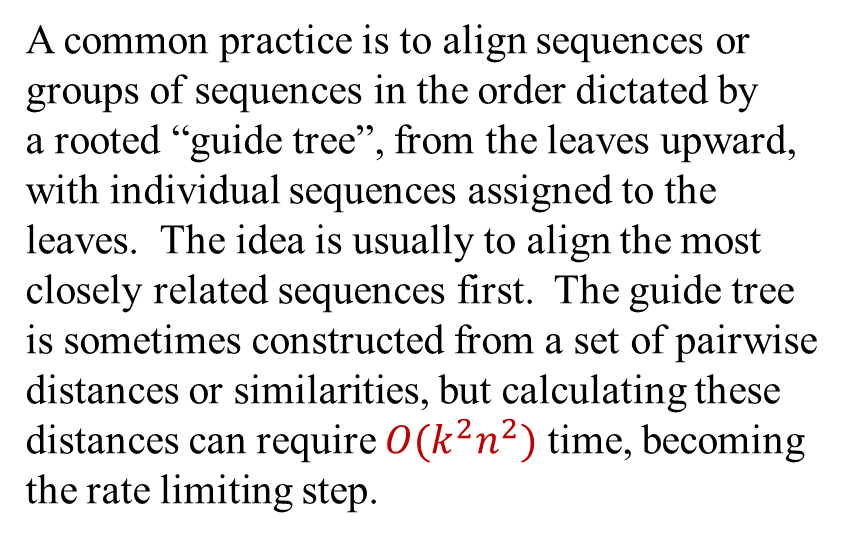 A common practice is to align sequences or
groups of sequences in the order dictated by
a rooted “guide tree”, from the leaves upward,
with individual sequences assigned to the
leaves.  The idea is usually to align the most
closely related sequences first.  The guide tree
is sometimes constructed from a set of pairwise
distances or similarities, but calculating these
distances can require O(k²n²) time, becoming
the rate limiting step.